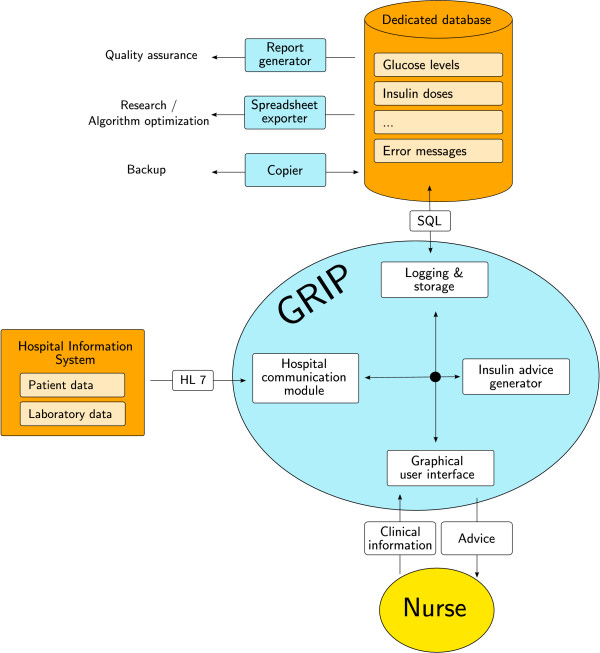 Dedicated database
Quality assurance
Report
generator
Glucose levels
Insulin doses
Research /
Algorithm optimization
Spreadsheet
exporter
...
Error messages
Backup
Copier
SQL
GRIP
Logging &
storage
Hospital Information
System
Patient data
Laboratory data
HL 7
Hospital
communication
module
Insulin advice
generator
Graphical
user interface
Clinical
information
Advice
Nurse